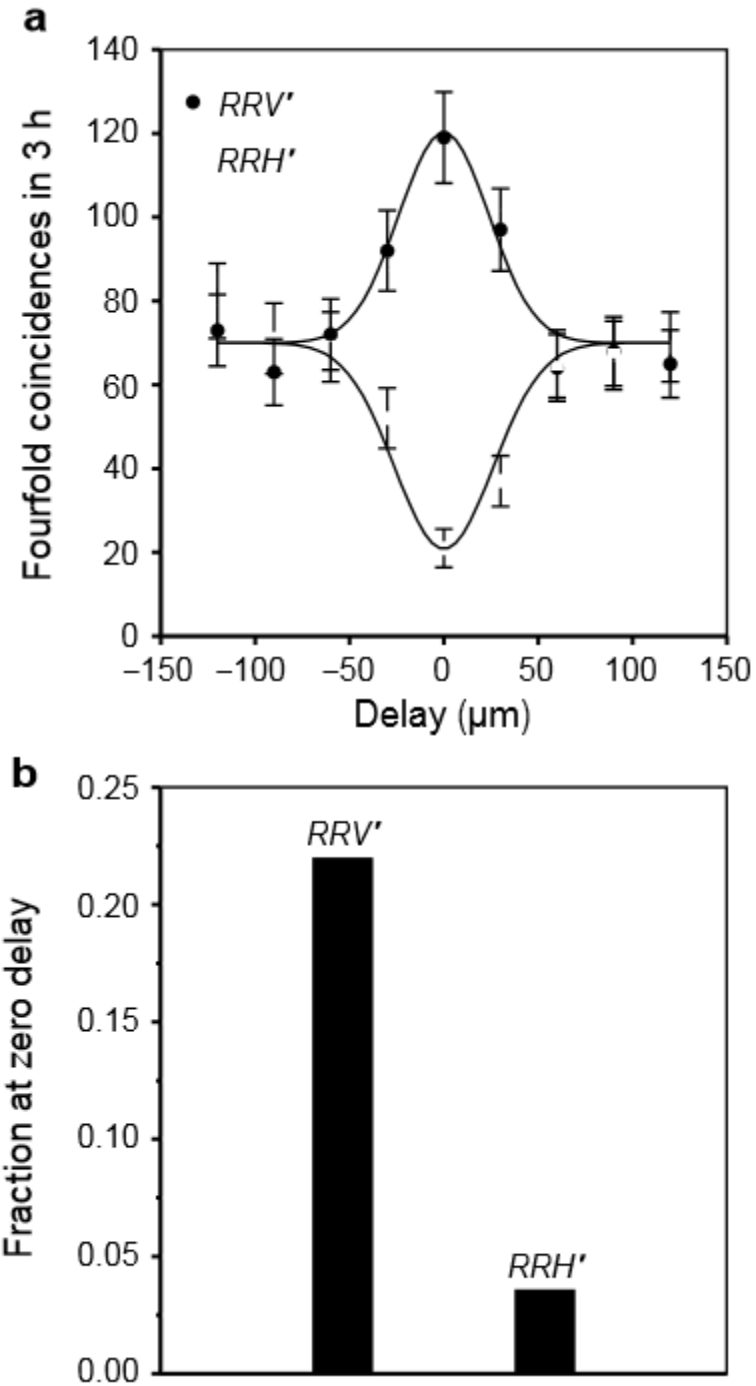 a
Fourfold coincidences in 3 h
140
120
100
80
60
40
20
0
RRV′
RRH′
−150 −100 −50 0 50 100 150
Delay (µm)
b
Fraction at zero delay
0.25
0.20
0.15
0.10
0.05
0.00
RRV′
RRH′